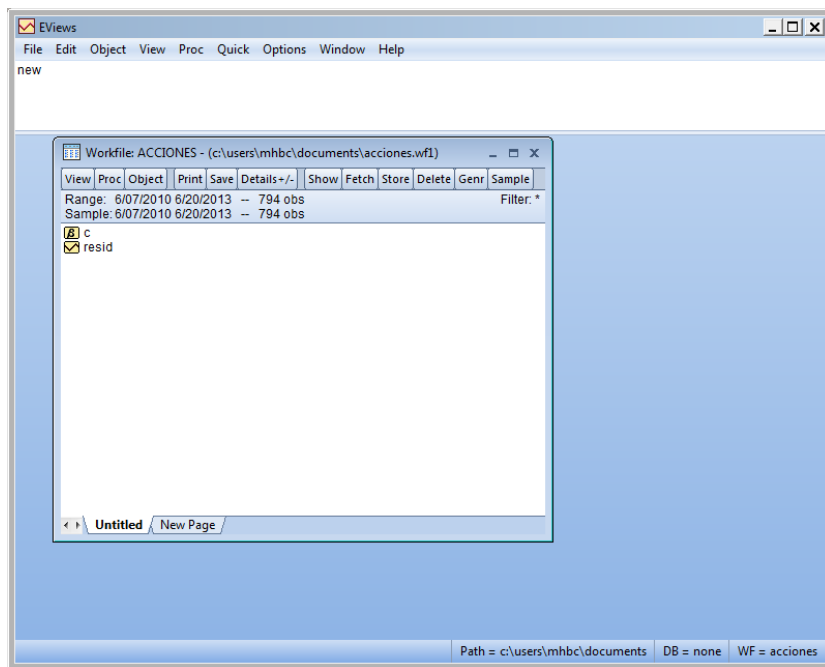 EViews
File Edit Object View Proc Quick Options Window Help
new
Workfile: ACCIONES - (c:\users\mhbc\documents\acciones.wf1)
View Proc Object Print Save Details+/- Show Fetch Store Delete Genr Sample
Range: 6/07/2010 6/20/2013 -- 794 obs Filter: *
Sample: 6/07/2010 6/20/2013 -- 794 obs
β c
resid
Untitled New Page
Path = c:\users\mhbc\documents DB = none WF = acciones